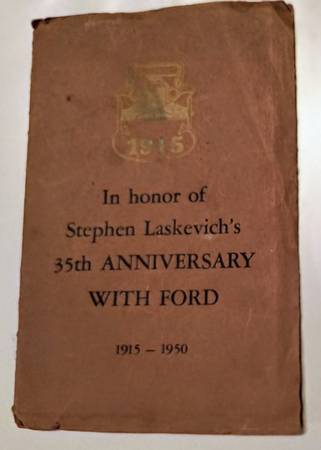 1915
In honor of
Stephen Laskevich's
35th ANNIVERSARY
WITH FORD
1915 – 1950